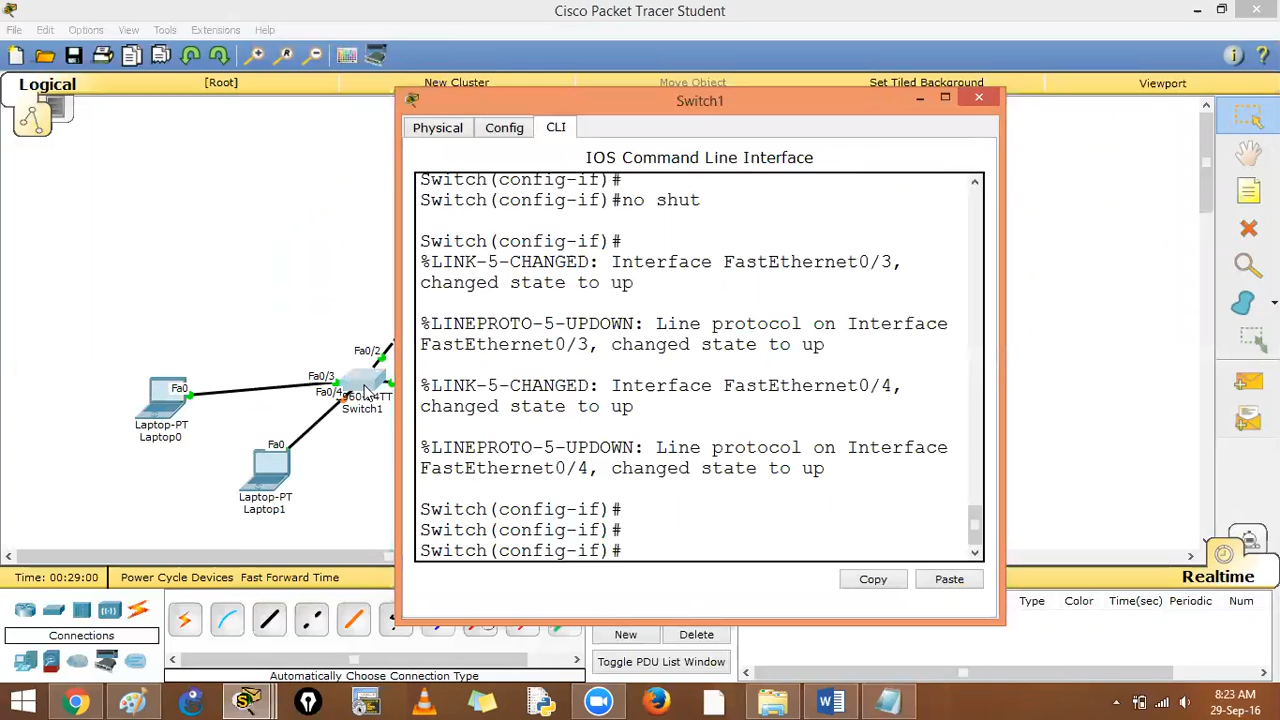 Cisco Packet Tracer Student
File Edit Options View Tools Extensions Help
Logical
[Root]
New Cluster
Move Object
Set Tiled Background
Viewport
Switch1
Physical Config CLI
IOS Command Line Interface
Switch(config-if)#
Switch(config-if)#no shut
Switch(config-if)#
%LINK-5-CHANGED: Interface FastEthernet0/3,
changed state to up
%LINEPROTO-5-UPDOWN: Line protocol on Interface
FastEthernet0/3, changed state to up
%LINK-5-CHANGED: Interface FastEthernet0/4,
changed state to up
%LINEPROTO-5-UPDOWN: Line protocol on Interface
FastEthernet0/4, changed state to up
Switch(config-if)#
Switch(config-if)#
Switch(config-if)#
Copy Paste
Fa0/2
Fa0/3
Fa0/4
Switch1
Fa0
Laptop-PT
Laptop0
Fa0
Laptop-PT
Laptop1
Time: 00:29:00 Power Cycle Devices Fast Forward Time
Realtime
Connections
Automatically Choose Connection Type
New Delete
Toggle PDU List Window
Type Color Time(sec) Periodic Num
8:23 AM
29-Sep-16